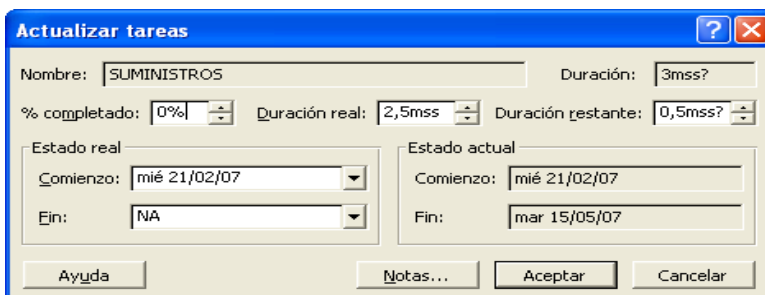 Actualizar tareas
Nombre: SUMINISTROS Duración: 3mss?
% completado: 0% Duración real: 2,5mss Duración restante: 0,5mss?
Estado real Estado actual
Comienzo: mié 21/02/07 Comienzo: mié 21/02/07
Fin: NA Fin: mar 15/05/07
Ayuda Notas... Aceptar Cancelar